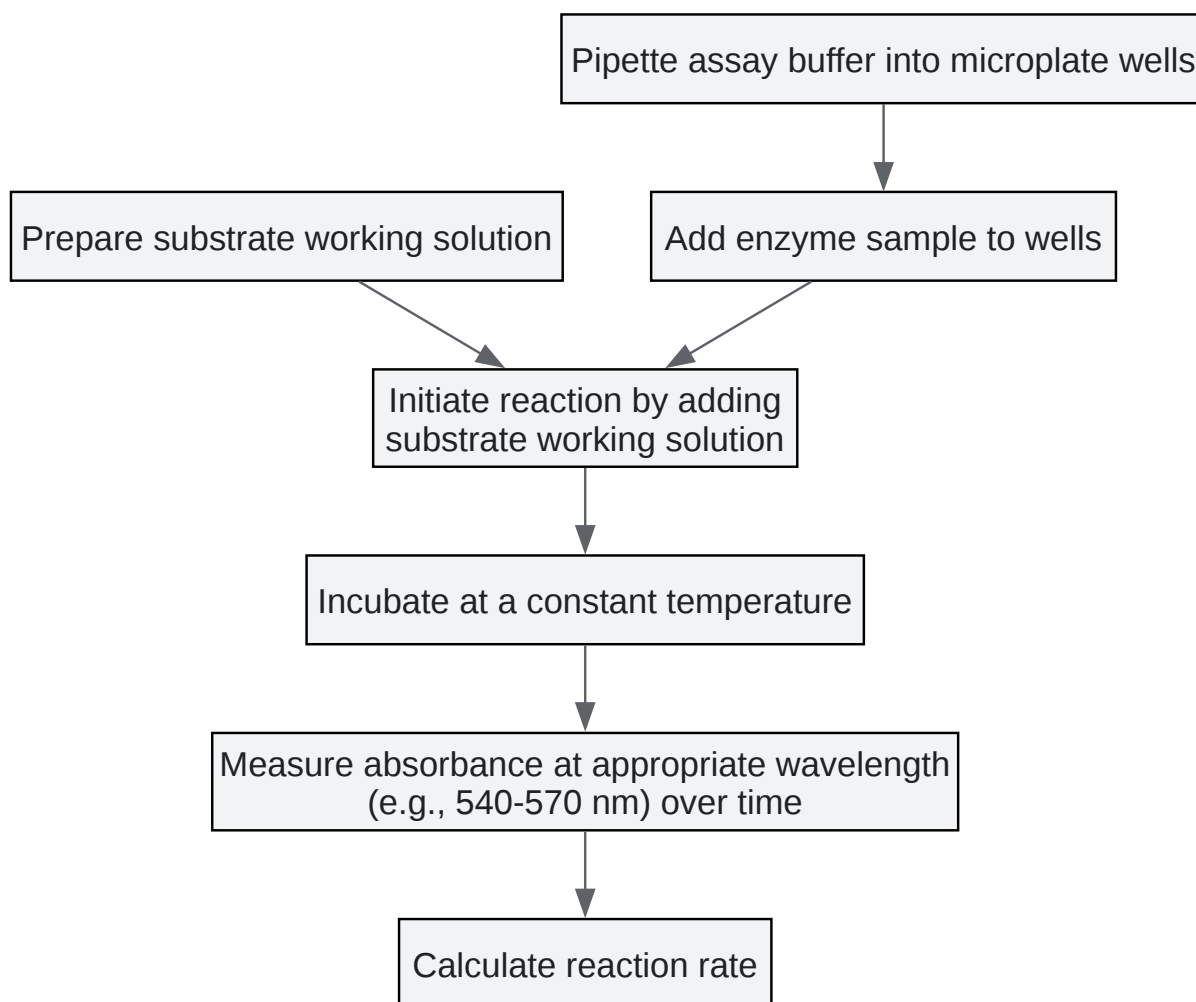 Pipette assay buffer into microplate wells
Prepare substrate working solution
Add enzyme sample to wells
Initiate reaction by adding
substrate working solution
Incubate at a constant temperature
Measure absorbance at appropriate wavelength
(e.g., 540-570 nm) over time
Calculate reaction rate